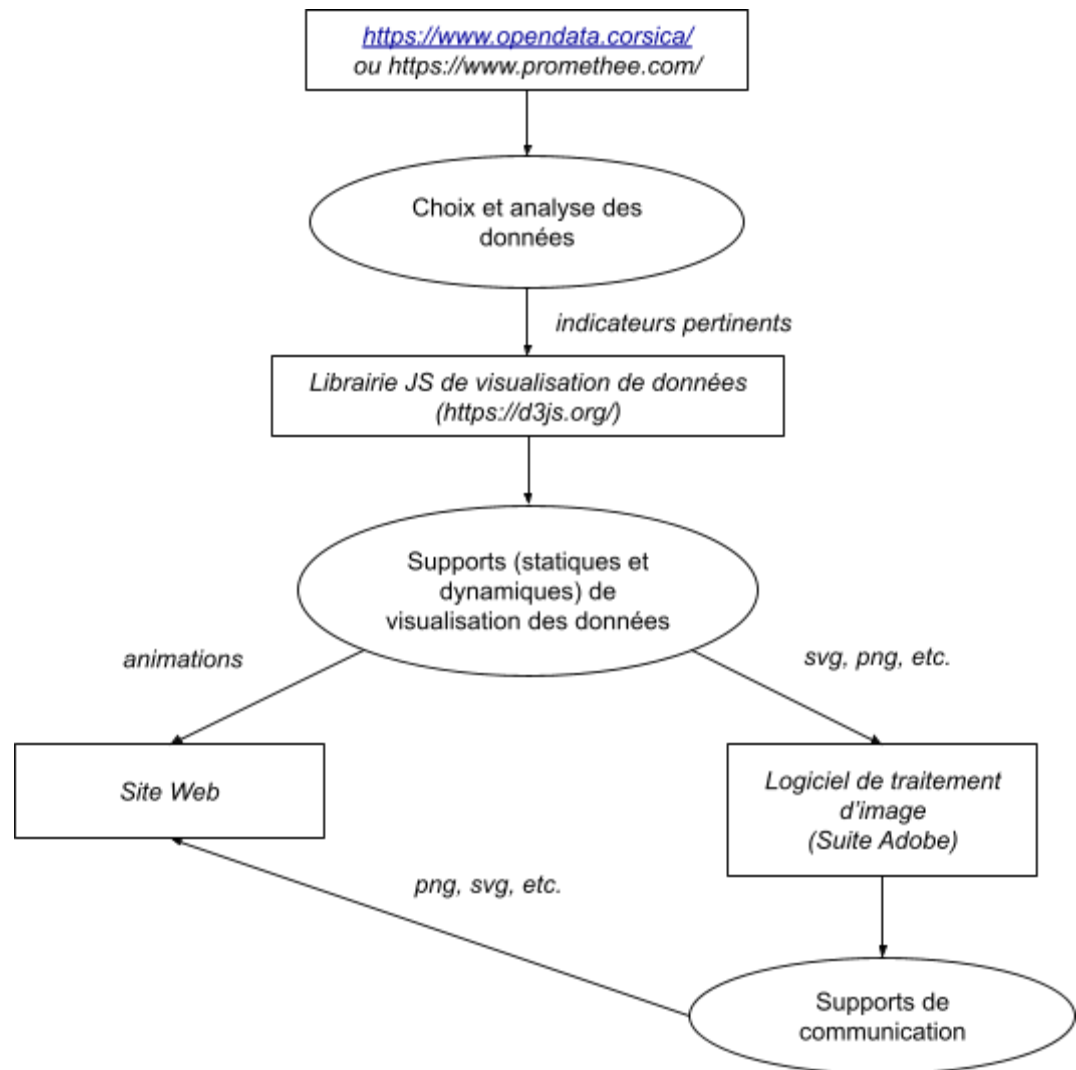 https://www.opendata.corsica/
ou https://www.promethee.com/
Choix et analyse des
données
indicateurs pertinents
Librairie JS de visualisation de données
(https://d3js.org/)
Supports (statiques et
dynamiques) de
visualisation des données
animations
svg, png, etc.
Site Web
Logiciel de traitement
d'image
(Suite Adobe)
png, svg, etc.
Supports de
communication